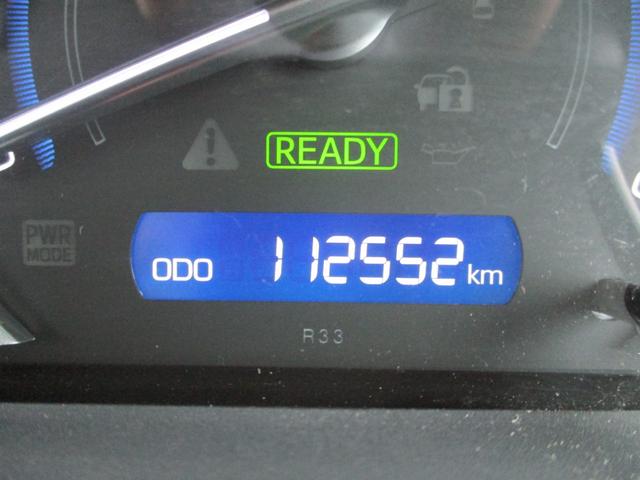 READY
PWR
MODE
ODO 112552 km
R33